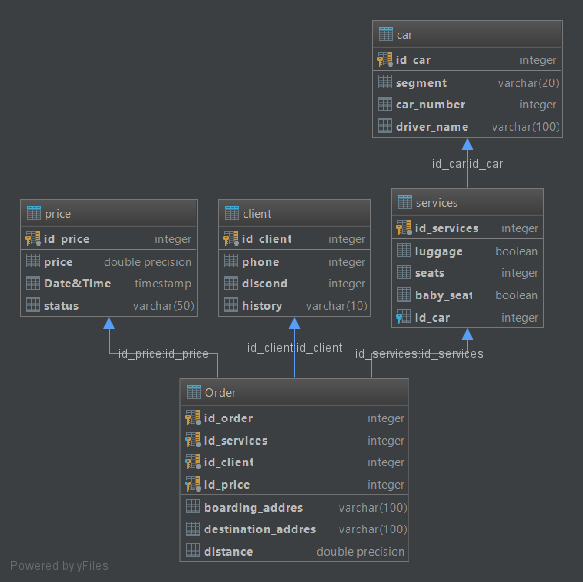 car
id_car integer
segment varchar(20)
car_number integer
driver_name varchar(100)
id_car:id_car
services
id_services integer
luggage boolean
seats integer
baby_seat boolean
id_car integer
price
id_price integer
price double precision
Date&Time timestamp
status varchar(50)
client
id_client integer
phone integer
discond integer
history varchar(10)
id_price:id_price
id_client:id_client
id_services:id_services
Order
id_order integer
id_services integer
id_client integer
id_price integer
boarding_addres varchar(100)
destination_addres varchar(100)
distance double precision
Powered by yFiles